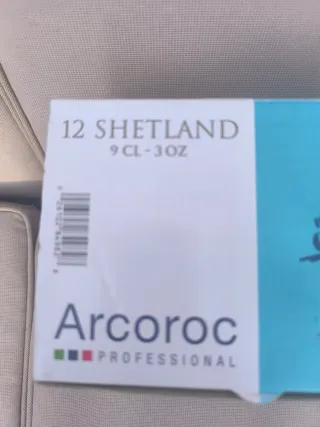 12 SHETLAND
9 CL - 3 OZ
Arcoroc
PROFESSIONAL